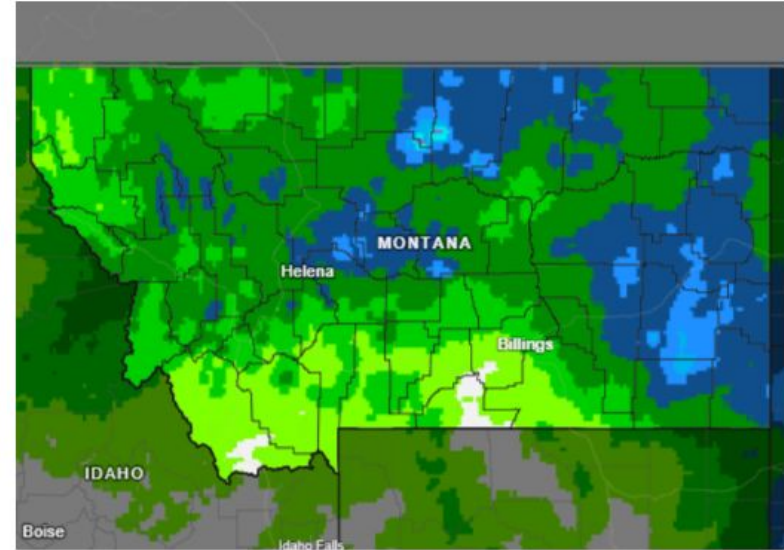 MONTANA
Helena
Billings
IDAHO
Boise
Idaho Falls